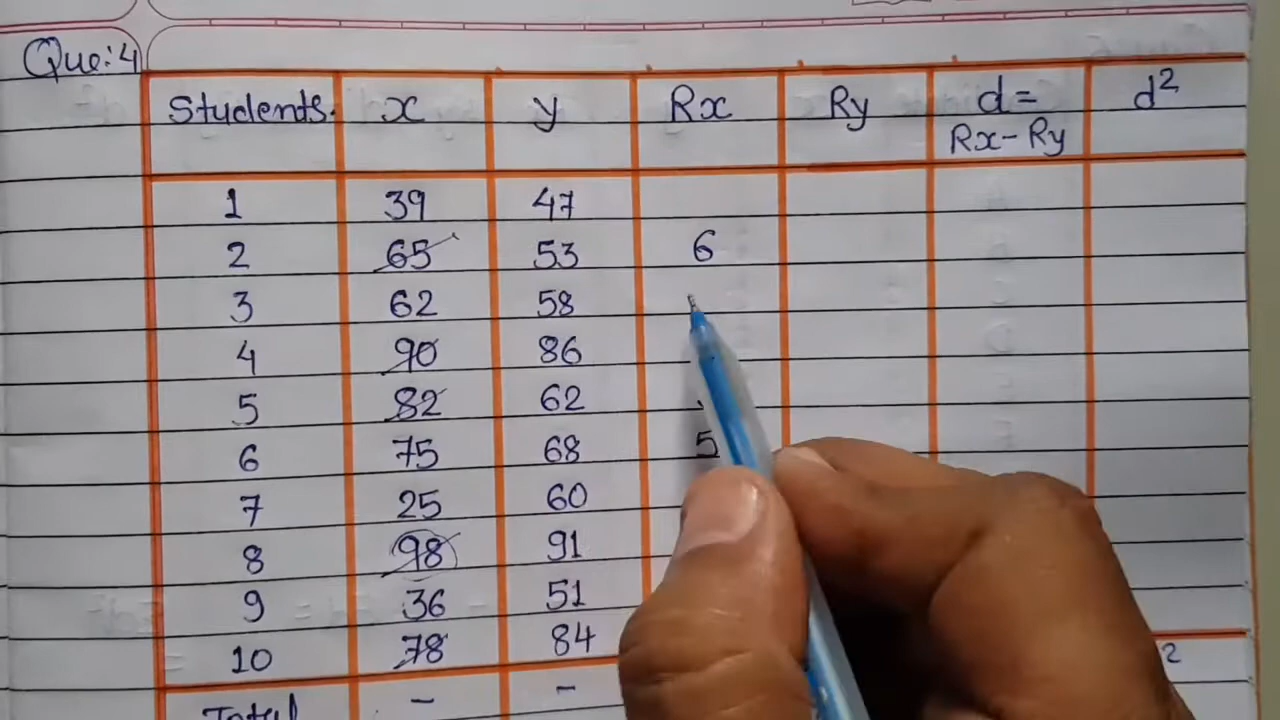 Que:4
Students. x y Rx Ry d= Rx-Ry d²
1 39 47
2 65 53 6
3 62 58
4 90 86
5 82 62
6 75 68 5
7 25 60
8 98 91
9 36 51
10 78 84 2
Total - -